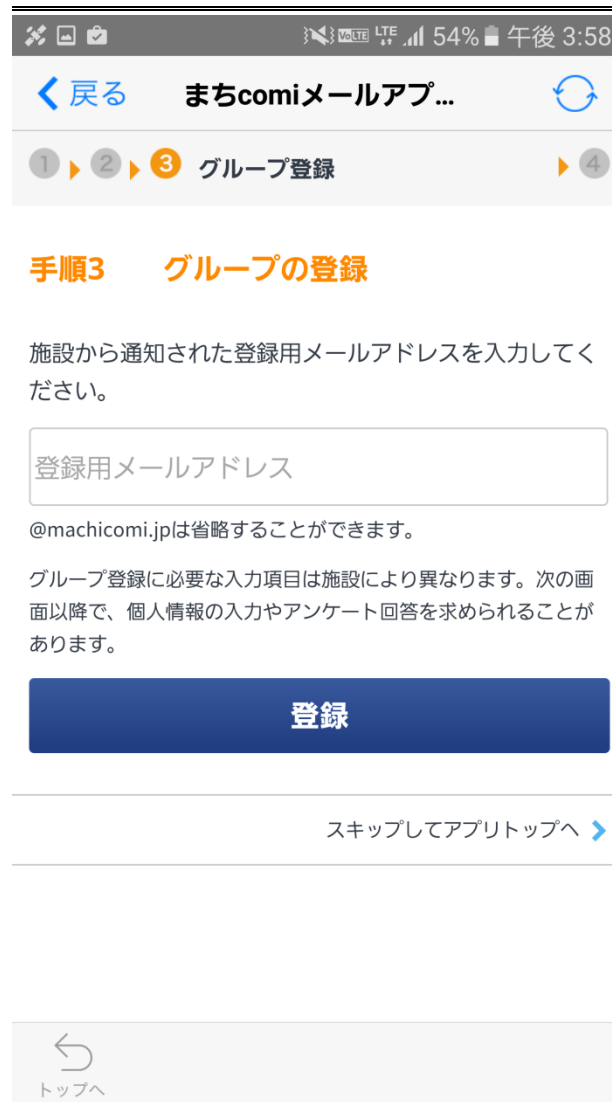 VoLTE LTE 54% 午後 3:58
戻る まちcomiメールアプ...
1 2 3 グループ登録 4
手順3 グループの登録
施設から通知された登録用メールアドレスを入力してく
ださい。
登録用メールアドレス
@machicomi.jpは省略することができます。
グループ登録に必要な入力項目は施設により異なります。次の画
面以降で、個人情報の入力やアンケート回答を求められることが
あります。
登録
スキップしてアプリトップへ
トップへ